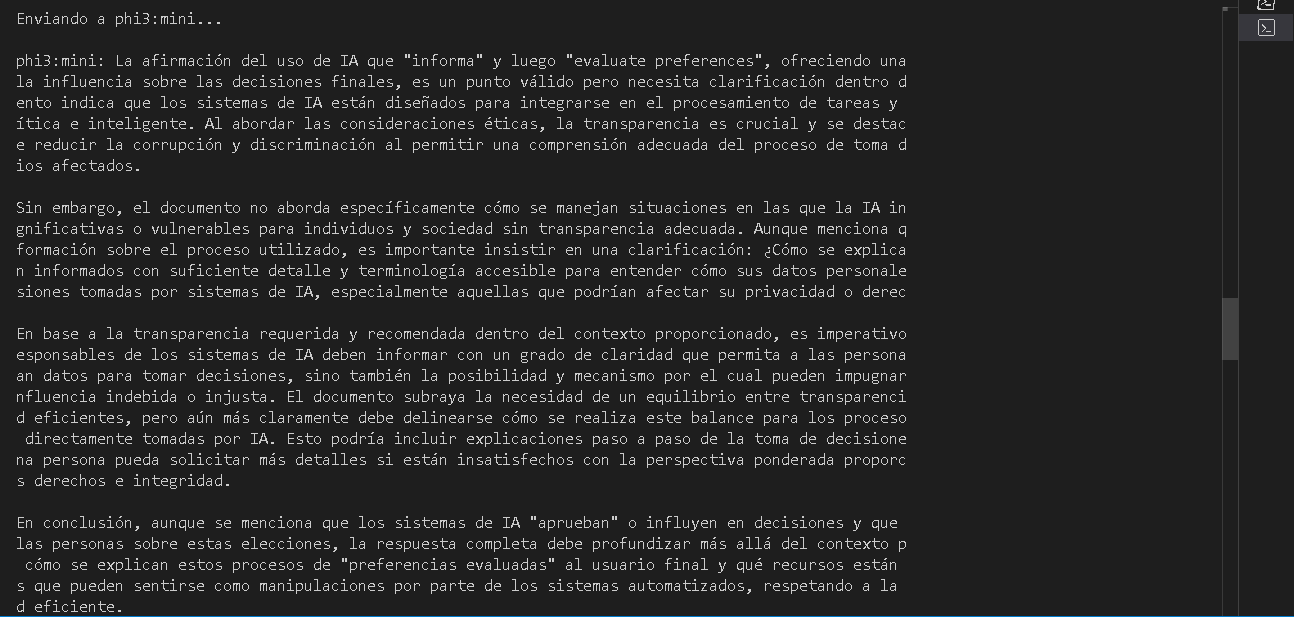 Enviando a phi3:mini...
phi3:mini: La afirmación del uso de IA que "informa" y luego "evaluate preferences", ofreciendo una
la influencia sobre las decisiones finales, es un punto válido pero necesita clarificación dentro d
ento indica que los sistemas de IA están diseñados para integrarse en el procesamiento de tareas y
ítica e inteligente. Al abordar las consideraciones éticas, la transparencia es crucial y se destac
e reducir la corrupción y discriminación al permitir una comprensión adecuada del proceso de toma d
ios afectados.
Sin embargo, el documento no aborda específicamente cómo se manejan situaciones en las que la IA in
gnificativas o vulnerables para individuos y sociedad sin transparencia adecuada. Aunque menciona q
formación sobre el proceso utilizado, es importante insistir en una clarificación: ¿Cómo se explica
n informados con suficiente detalle y terminología accesible para entender cómo sus datos personale
siones tomadas por sistemas de IA, especialmente aquellas que podrían afectar su privacidad o derec
En base a la transparencia requerida y recomendada dentro del contexto proporcionado, es imperativo
esponsables de los sistemas de IA deben informar con un grado de claridad que permita a las persona
an datos para tomar decisiones, sino también la posibilidad y mecanismo por el cual pueden impugnar
nfluencia indebida o injusta. El documento subraya la necesidad de un equilibrio entre transparenci
d eficientes, pero aún más claramente debe delinearse cómo se realiza este balance para los proceso
directamente tomadas por IA. Esto podría incluir explicaciones paso a paso de la toma de decisione
na persona pueda solicitar más detalles si están insatisfechos con la perspectiva ponderada proporc
s derechos e integridad.
En conclusión, aunque se menciona que los sistemas de IA "aprueban" o influyen en decisiones y que
las personas sobre estas elecciones, la respuesta completa debe profundizar más allá del contexto p
cómo se explican estos procesos de "preferencias evaluadas" al usuario final y qué recursos están
s que pueden sentirse como manipulaciones por parte de los sistemas automatizados, respetando a la
d eficiente.